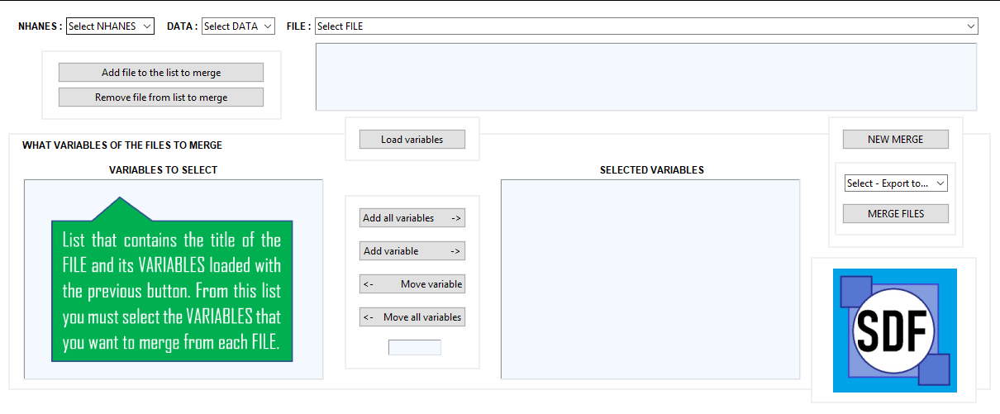 NHANES : Select NHANES DATA : Select DATA FILE : Select FILE
Add file to the list to merge
Remove file from list to merge
Load variables
NEW MERGE
WHAT VARIABLES OF THE FILES TO MERGE
VARIABLES TO SELECT
SELECTED VARIABLES
Select - Export to...
MERGE FILES
List that contains the title of the
FILE and its VARIABLES loaded with
the previous button. From this list
you must select the VARIABLES that
you want to merge from each FILE.
Add all variables ->
Add variable ->
<- Move variable
<- Move all variables
SDF